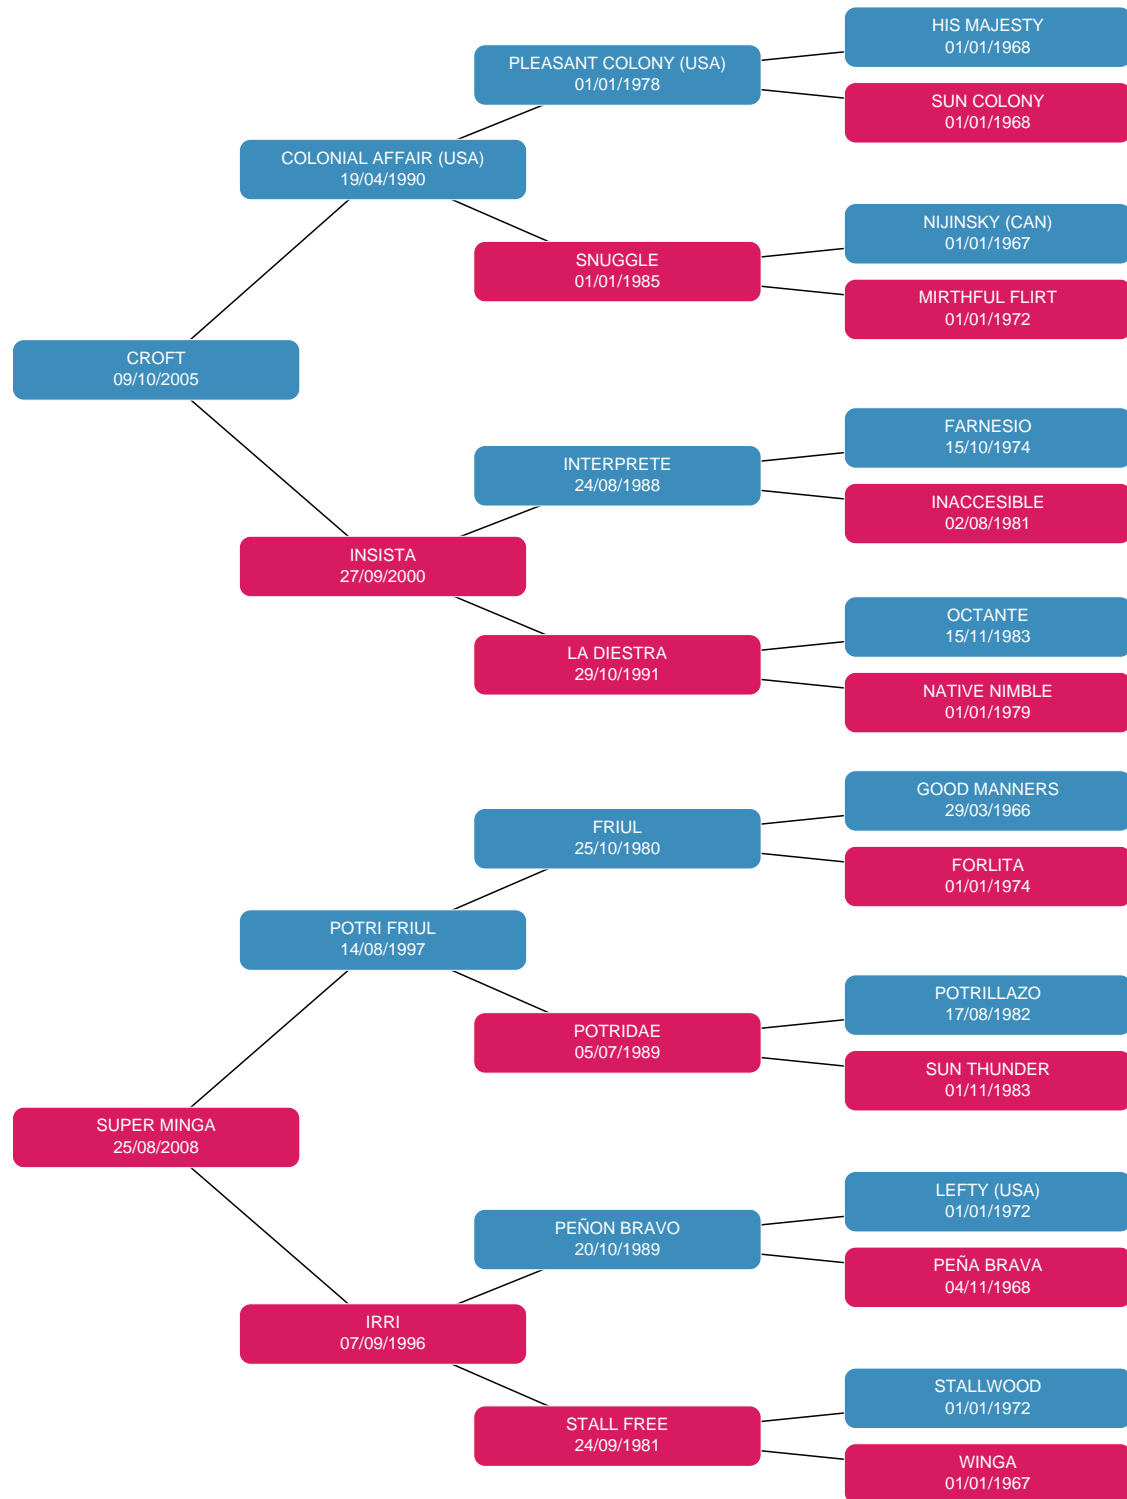 HIS MAJESTY
01/01/1968
PLEASANT COLONY (USA)
01/01/1978
SUN COLONY
01/01/1968
COLONIAL AFFAIR (USA)
19/04/1990
NIJINSKY (CAN)
01/01/1967
SNUGGLE
01/01/1985
MIRTHFUL FLIRT
01/01/1972
CROFT
09/10/2005
FARNESIO
15/10/1974
INTERPRETE
24/08/1988
INACCESIBLE
02/08/1981
INSISTA
27/09/2000
OCTANTE
15/11/1983
LA DIESTRA
29/10/1991
NATIVE NIMBLE
01/01/1979
GOOD MANNERS
29/03/1966
FRIUL
25/10/1980
FORLITA
01/01/1974
POTRI FRIUL
14/08/1997
POTRILLAZO
17/08/1982
POTRIDAE
05/07/1989
SUN THUNDER
01/11/1983
SUPER MINGA
25/08/2008
LEFTY (USA)
01/01/1972
PEÑON BRAVO
20/10/1989
PEÑA BRAVA
04/11/1968
IRRI
07/09/1996
STALLWOOD
01/01/1972
STALL FREE
24/09/1981
WINGA
01/01/1967